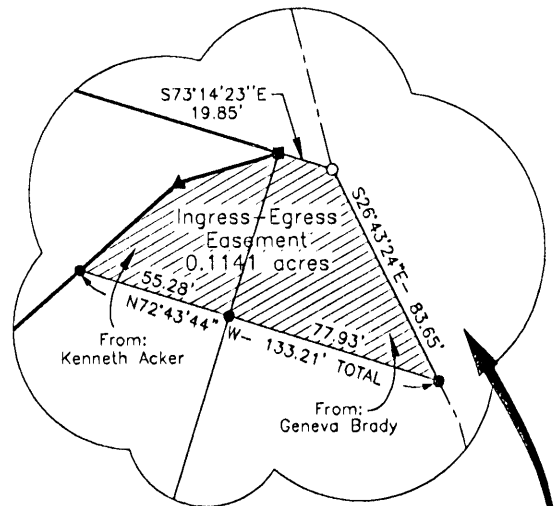 S73°14'23''E
19.85'
Ingress-Egress
Easement
0.1141 acres
S26°43'24"E- 83.65'
55.28'
77.93'
N72°43'44" W- 133.21' TOTAL
From:
Kenneth Acker
From:
Geneva Brady